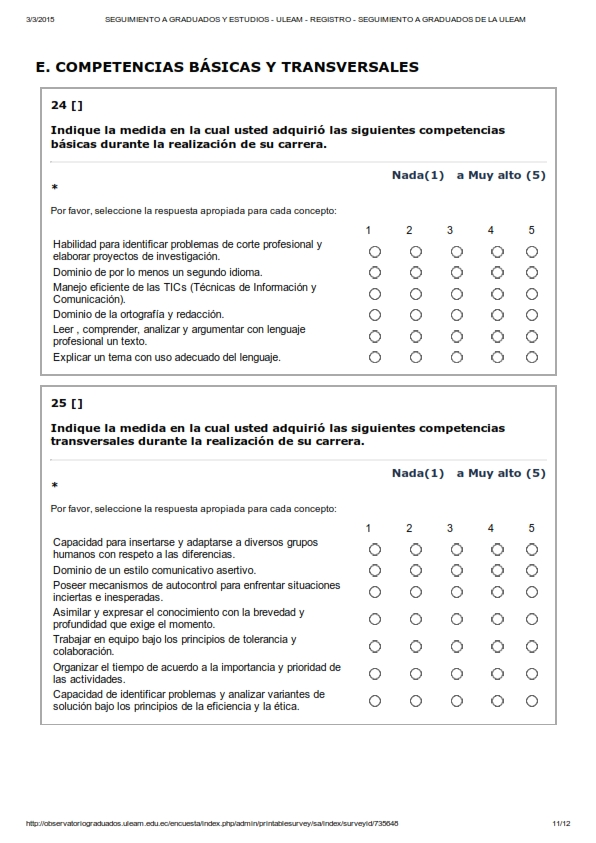 3/3/2015 SEGUIMIENTO A GRADUADOS Y ESTUDIOS - ULEAM - REGISTRO - SEGUIMIENTO A GRADUADOS DE LA ULEAM
E. COMPETENCIAS BÁSICAS Y TRANSVERSALES
24 []
Indique la medida en la cual usted adquirió las siguientes competencias
básicas durante la realización de su carrera.
Nada(1) a Muy alto (5)
*
Por favor, seleccione la respuesta apropiada para cada concepto:
1 2 3 4 5
Habilidad para identificar problemas de corte profesional y
elaborar proyectos de investigación.
Dominio de por lo menos un segundo idioma.
Manejo eficiente de las TICs (Técnicas de Información y
Comunicación).
Dominio de la ortografía y redacción.
Leer , comprender, analizar y argumentar con lenguaje
profesional un texto.
Explicar un tema con uso adecuado del lenguaje.
25 []
Indique la medida en la cual usted adquirió las siguientes competencias
transversales durante la realización de su carrera.
Nada(1) a Muy alto (5)
*
Por favor, seleccione la respuesta apropiada para cada concepto:
1 2 3 4 5
Capacidad para insertarse y adaptarse a diversos grupos
humanos con respeto a las diferencias.
Dominio de un estilo comunicativo asertivo.
Poseer mecanismos de autocontrol para enfrentar situaciones
inciertas e inesperadas.
Asimilar y expresar el conocimiento con la brevedad y
profundidad que exige el momento.
Trabajar en equipo bajo los principios de tolerancia y
colaboración.
Organizar el tiempo de acuerdo a la importancia y prioridad de
las actividades.
Capacidad de identificar problemas y analizar variantes de
solución bajo los principios de la eficiencia y la ética.
http://observatoriograduados.uleam.edu.ec/encuesta/index.php/admin/printablesurvey/sa/index/surveyid/735648 11/12